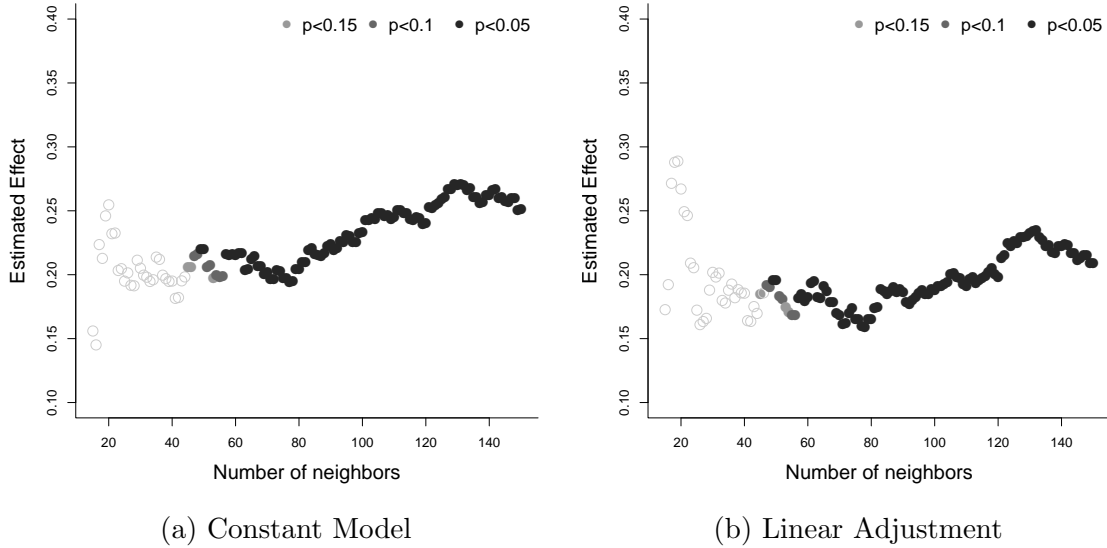 p<0.15 p<0.1 p<0.05
0.40
0.35
0.30
0.25
0.20
0.15
0.10
Estimated Effect
20 40 60 80 100 120 140
Number of neighbors
(a) Constant Model
p<0.15 p<0.1 p<0.05
0.40
0.35
0.30
0.25
0.20
0.15
0.10
Estimated Effect
20 40 60 80 100 120 140
Number of neighbors
(b) Linear Adjustment